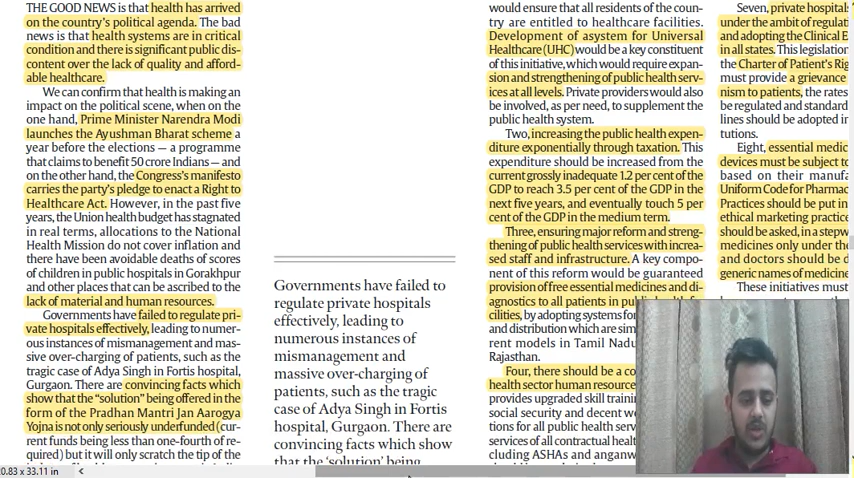 THE GOOD NEWS IS that health has arrived
on the country's political agenda. The bad
news is that health systems are in critical
condition and there is significant public dis-
content over the lack of quality and afford-
able healthcare.
We can confirm that health is making an
impact on the political scene, when on the
one hand, Prime Minister Narendra Modi
launches the Ayushman Bharat scheme a
year before the elections — a programme
that claims to benefit 50 crore Indians — and
on the other hand, the Congress's manifesto
carries the party's pledge to enact a Right to
Healthcare Act. However, in the past five
years, the Union health budget has stagnated
in real terms, allocations to the National
Health Mission do not cover inflation and
there have been avoidable deaths of scores
of children in public hospitals in Gorakhpur
and other places that can be ascribed to the
lack of material and human resources.
Governments have failed to regulate pri-
vate hospitals effectively, leading to numer-
ous instances of mismanagement and mas-
sive over-charging of patients, such as the
tragic case of Adya Singh in Fortis hospital,
Gurgaon. There are convincing facts which
show that the "solution" being offered in the
form of the Pradhan Mantri Jan Aarogya
Yojna is not only seriously underfunded (cur-
rent funds being less than one-fourth of re-
quired) but it will only scratch the tip of the
Governments have failed to
regulate private hospitals
effectively, leading to
numerous instances of
mismanagement and
massive over-charging of
patients, such as the tragic
case of Adya Singh in Fortis
hospital, Gurgaon. There are
convincing facts which show
that the 'solution' being
would ensure that all residents of the coun-
try are entitled to healthcare facilities.
Development of asystem for Universal
Healthcare (UHC) would be a key constituent
of this initiative, which would require expan-
sion and strengthening of public health serv-
ices at all levels. Private providers would also
be involved, as per need, to supplement the
public health system.
Two, increasing the public health expen-
diture exponentially through taxation. This
expenditure should be increased from the
current grossly inadequate 1.2 per cent of the
GDP to reach 3.5 per cent of the GDP in the
next five years, and eventually touch 5 per
cent of the GDP in the medium term.
Three, ensuring major reform and streng-
thening of public health services with increa-
sed staff and infrastructure. A key compo-
nent of this reform would be guaranteed
provision of free essential medicines and di-
agnostics to all patients in public health
cilities, by adopting systems fo
and distribution which are sim
rent models in Tamil Nadu
Rajasthan.
Four, there should be a co
health sector human resource
provides upgraded skill traini
social security and decent wo
tions for all public health serv
services of all contractual healt
cluding ASHAs and anganw
Seven, private hospitals
under the ambit of regulati
and adopting the Clinical E
in all states. This legislation
the Charter of Patient's Rig
must provide a grievance
nism to patients, the rates
be regulated and standard
lines should be adopted in
tutions.
Eight, essential medic
devices must be subject to
based on their manufa
Uniform Code for Pharmac
Practices should be put in
ethical marketing practice
should be asked, in a stepw
medicines only under the
and doctors should be d
generic names of medicine
These initiatives must
0.83 x 33.11 in